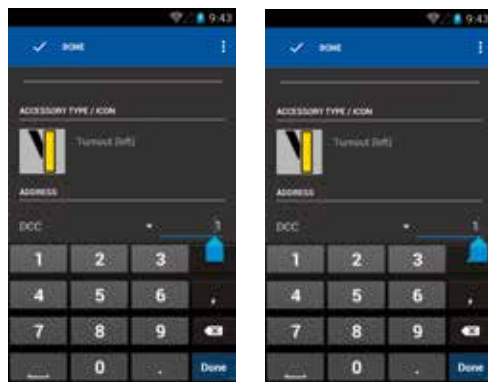 9:43
DONE
ACCESSORY TYPE / ICON
Turnout (left)
ADDRESS
DCC 1
1 2 3
4 5 6 ,
7 8 9
0 . Done
9:43
DONE
ACCESSORY TYPE / ICON
Turnout (left)
ADDRESS
DCC 1
1 2 3
4 5 6 ,
7 8 9
0 . Done